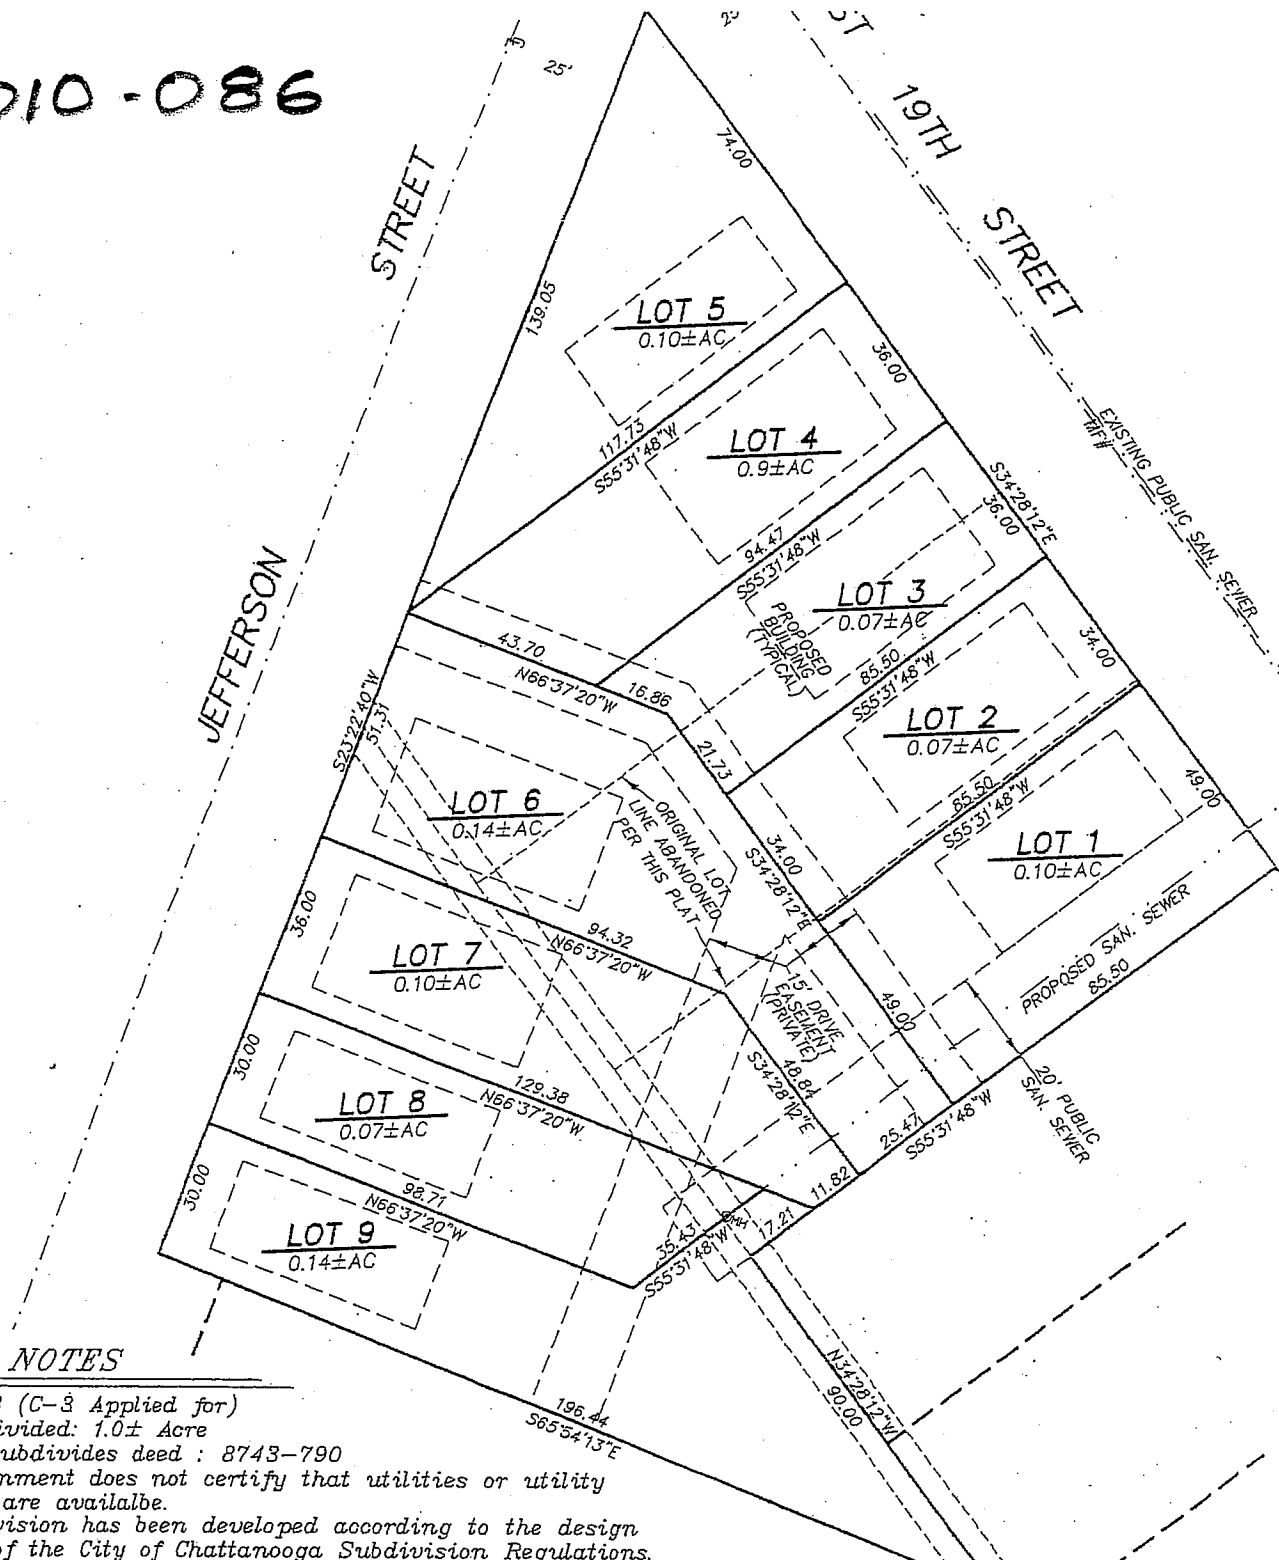 010-086
25'
25'
ST
19TH
STREET
STREET
JEFFERSON
74.00
139.05
LOT 5
0.10±AC
117.73
S55°31'48"W
36.00
LOT 4
0.9±AC
94.47
S55°31'48"W
S34°28'12"E
36.00
EXISTING PUBLIC SAN. SEWER
LOT 3
0.07±AC
PROPOSED
BUILDING
(TYPICAL)
85.50
S55°31'48"W
34.00
43.70
N66°37'20"W
16.86
21.73
LOT 2
0.07±AC
85.50
S55°31'48"W
49.00
S23°22'40"W
51.31
LOT 6
0.14±AC
ORIGINAL LOT
LINE ABANDONED
PER THIS PLAT
34.00
S34°28'12"E
LOT 1
0.10±AC
PROPOSED SAN. SEWER
85.50
36.00
94.32
N66°37'20"W
LOT 7
0.10±AC
15' DRIVE
EASEMENT
(PRIVATE)
49.00
48.84
S34°28'12"E
20' PUBLIC
SAN. SEWER
30.00
129.38
N66°37'20"W
LOT 8
0.07±AC
25.47
S55°31'48"W
11.82
17.21
MH
30.00
98.71
N66°37'20"W
35.43
S55°31'48"W
LOT 9
0.14±AC
196.44
S65°54'13"E
N34°28'12"W
90.00
NOTES
(C-3 Applied for)
ivided: 1.0± Acre
ubdivides deed : 8743-790
nment does not certify that utilities or utility
are availalbe.
vision has been developed according to the design
of the City of Chattanooga Subdivision Regulations.